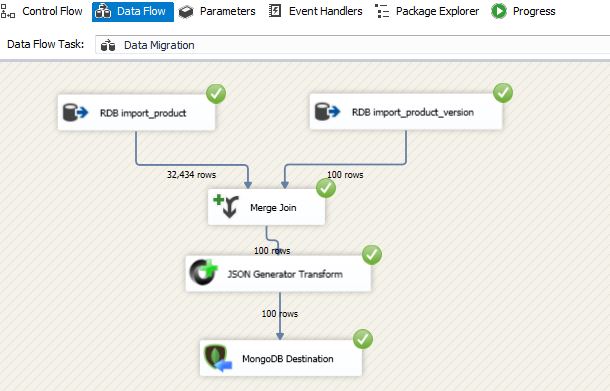 Control Flow Data Flow Parameters Event Handlers Package Explorer Progress
Data Flow Task: Data Migration
RDB import_product RDB import_product_version
32,434 rows 100 rows
Merge Join
100 rows
JSON Generator Transform
100 rows
MongoDB Destination